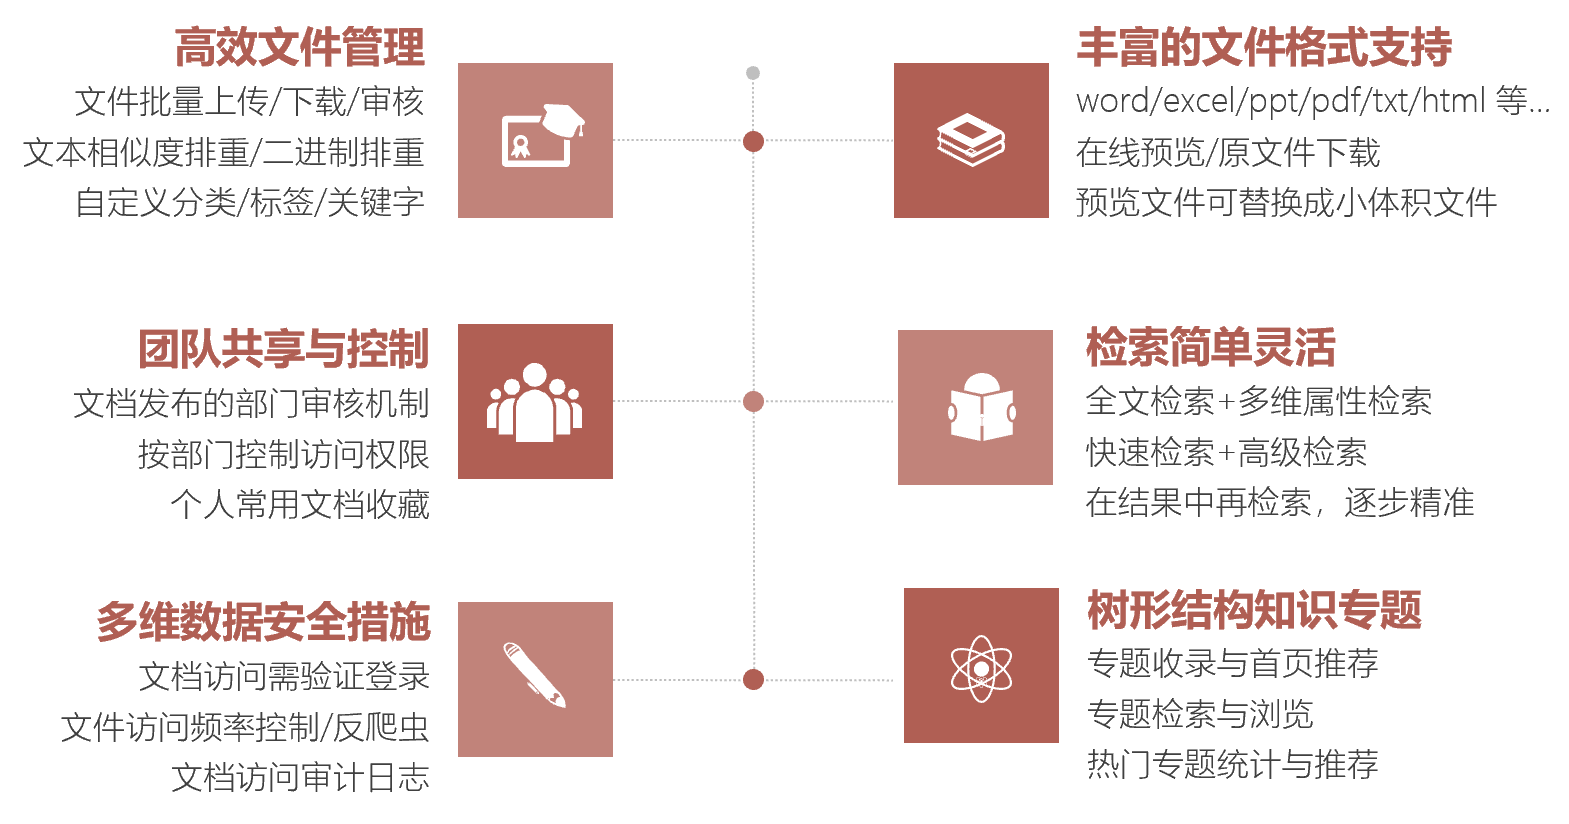 高效文件管理
文件批量上传/下载/审核
文本相似度排重/二进制排重
自定义分类/标签/关键字
丰富的文件格式支持
word/excel/ppt/pdf/txt/html 等...
在线预览/原文件下载
预览文件可替换成小体积文件
团队共享与控制
文档发布的部门审核机制
按部门控制访问权限
个人常用文档收藏
检索简单灵活
全文检索+多维属性检索
快速检索+高级检索
在结果中再检索，逐步精准
多维数据安全措施
文档访问需验证登录
文件访问频率控制/反爬虫
文档访问审计日志
树形结构知识专题
专题收录与首页推荐
专题检索与浏览
热门专题统计与推荐